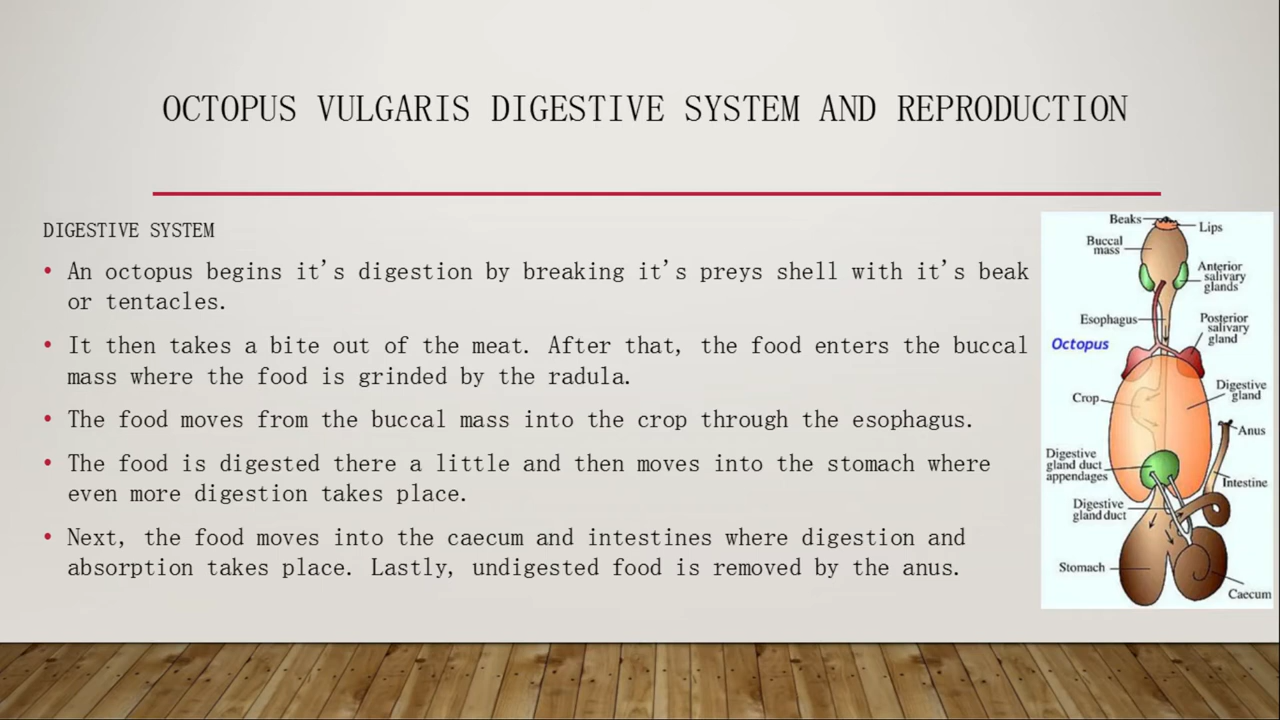 OCTOPUS VULGARIS DIGESTIVE SYSTEM AND REPRODUCTION
DIGESTIVE SYSTEM
• An octopus begins it's digestion by breaking it's preys shell with it's beak
or tentacles.
• It then takes a bite out of the meat. After that, the food enters the buccal
mass where the food is grinded by the radula.
• The food moves from the buccal mass into the crop through the esophagus.
• The food is digested there a little and then moves into the stomach where
even more digestion takes place.
• Next, the food moves into the caecum and intestines where digestion and
absorption takes place. Lastly, undigested food is removed by the anus.
Beaks
Lips
Buccal
mass
Anterior
salivary
glands
Esophagus
Posterior
salivary
gland
Octopus
Digestive
gland
Crop
Anus
Digestive
gland duct
appendages
Intestine
Digestive
gland duct
Stomach
Caecum